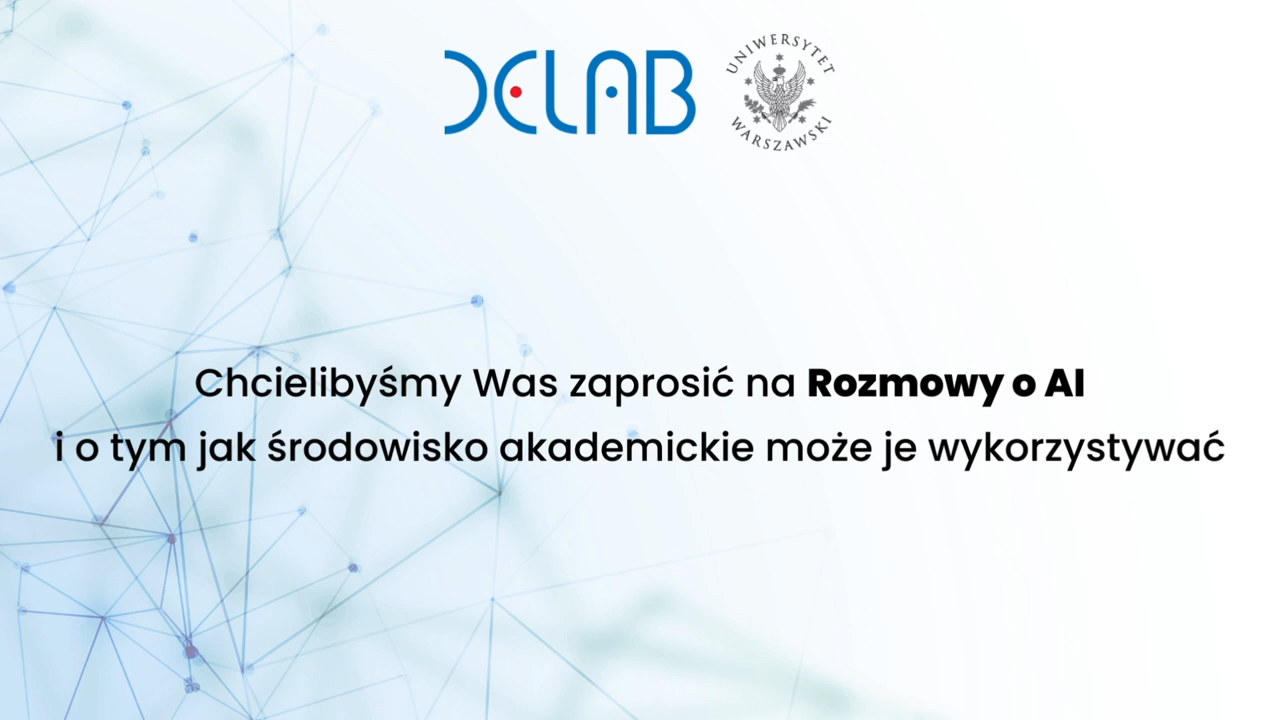 DELAB
UNIWERSYTET
WARSZAWSKI
Chcielibyśmy Was zaprosić na Rozmowy o AI
i o tym jak środowisko akademickie może je wykorzystywać